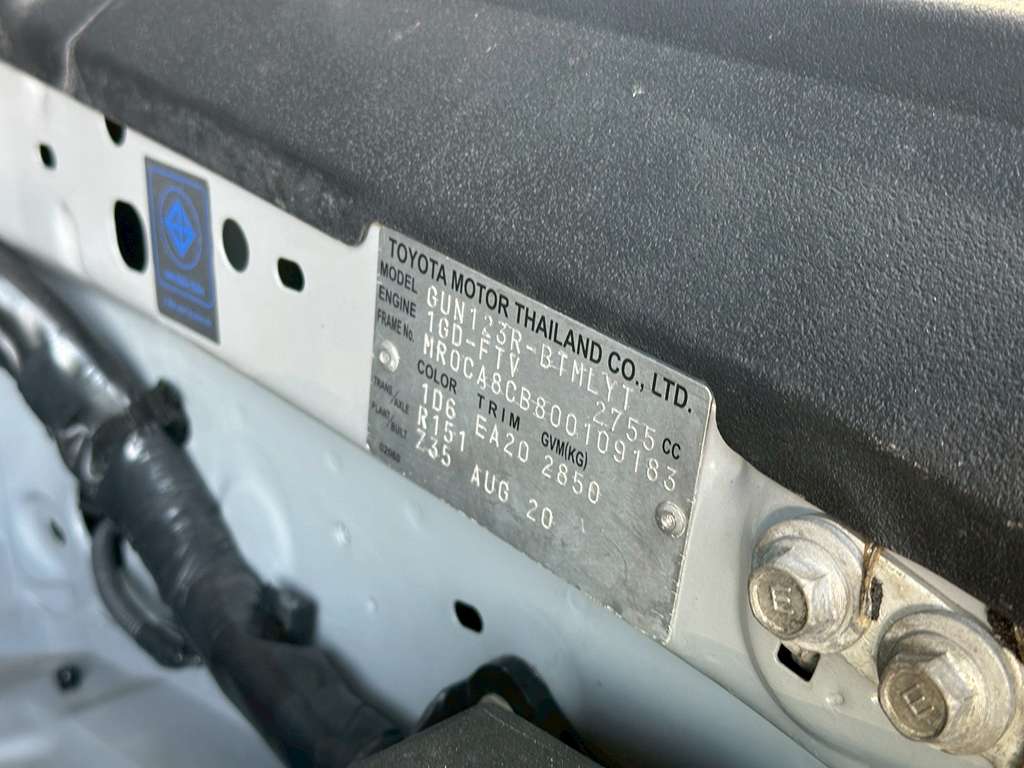 TOYOTA MOTOR THAILAND CO., LTD.
MODEL GUN123R-BTMLYT
ENGINE 1GD-FTV 2755 CC
FRAME No. MR0CA8CB800109183
COLOR TRIM GVM(KG)
1D6 EA20 2850
TRANS./AXLE R151
PLANT/BUILT 735 AUG 20
E
E